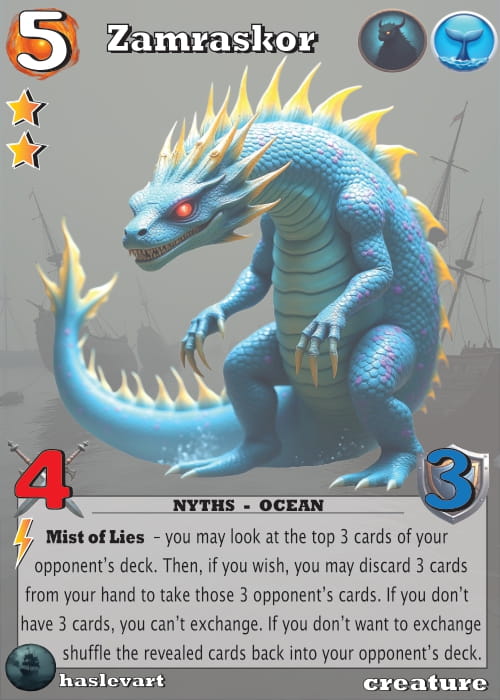 5 Zamraskor
4
3
NYTHS - OCEAN
Mist of Lies - you may look at the top 3 cards of your
opponent's deck. Then, if you wish, you may discard 3 cards
from your hand to take those 3 opponent's cards. If you don't
have 3 cards, you can't exchange. If you don't want to exchange
shuffle the revealed cards back into your opponent's deck.
haslevart
creature